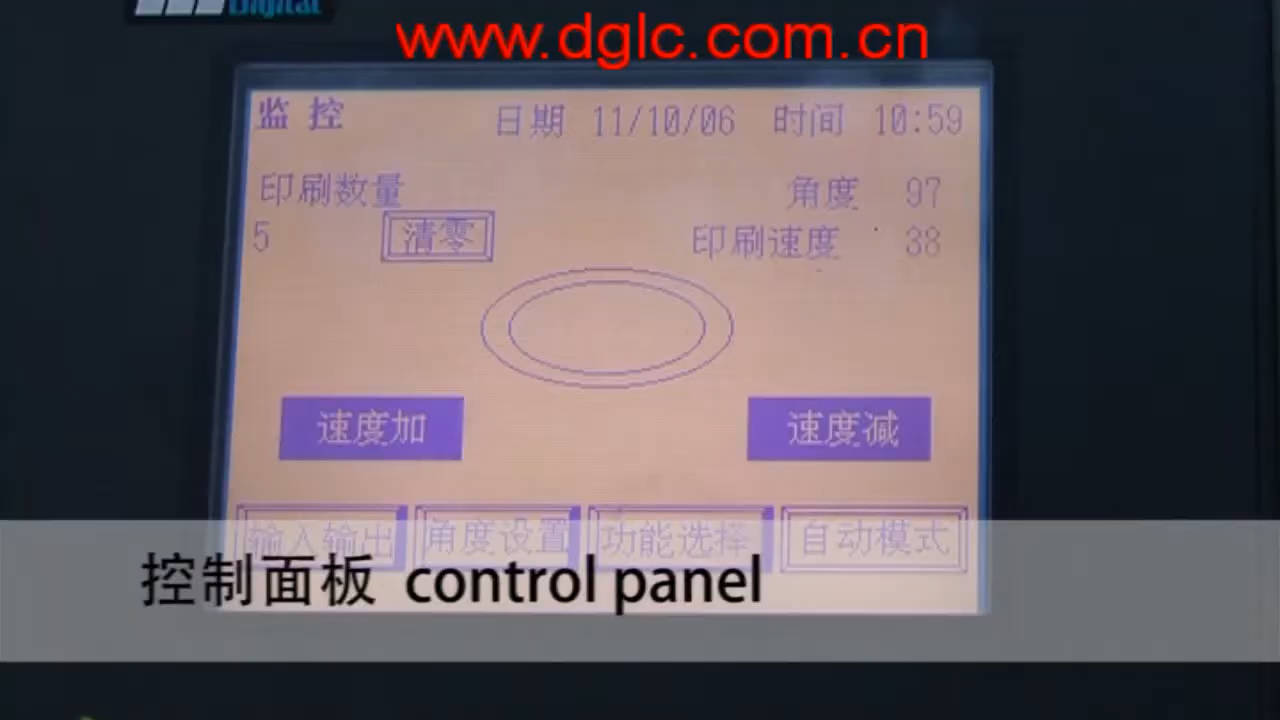 Digital
www.dglc.com.cn
监控 日期 11/10/06 时间 10:59
印刷数量 角度 97
5 清零 印刷速度 38
速度加 速度减
输入输出 角度设置 功能选择 自动模式
控制面板 control panel